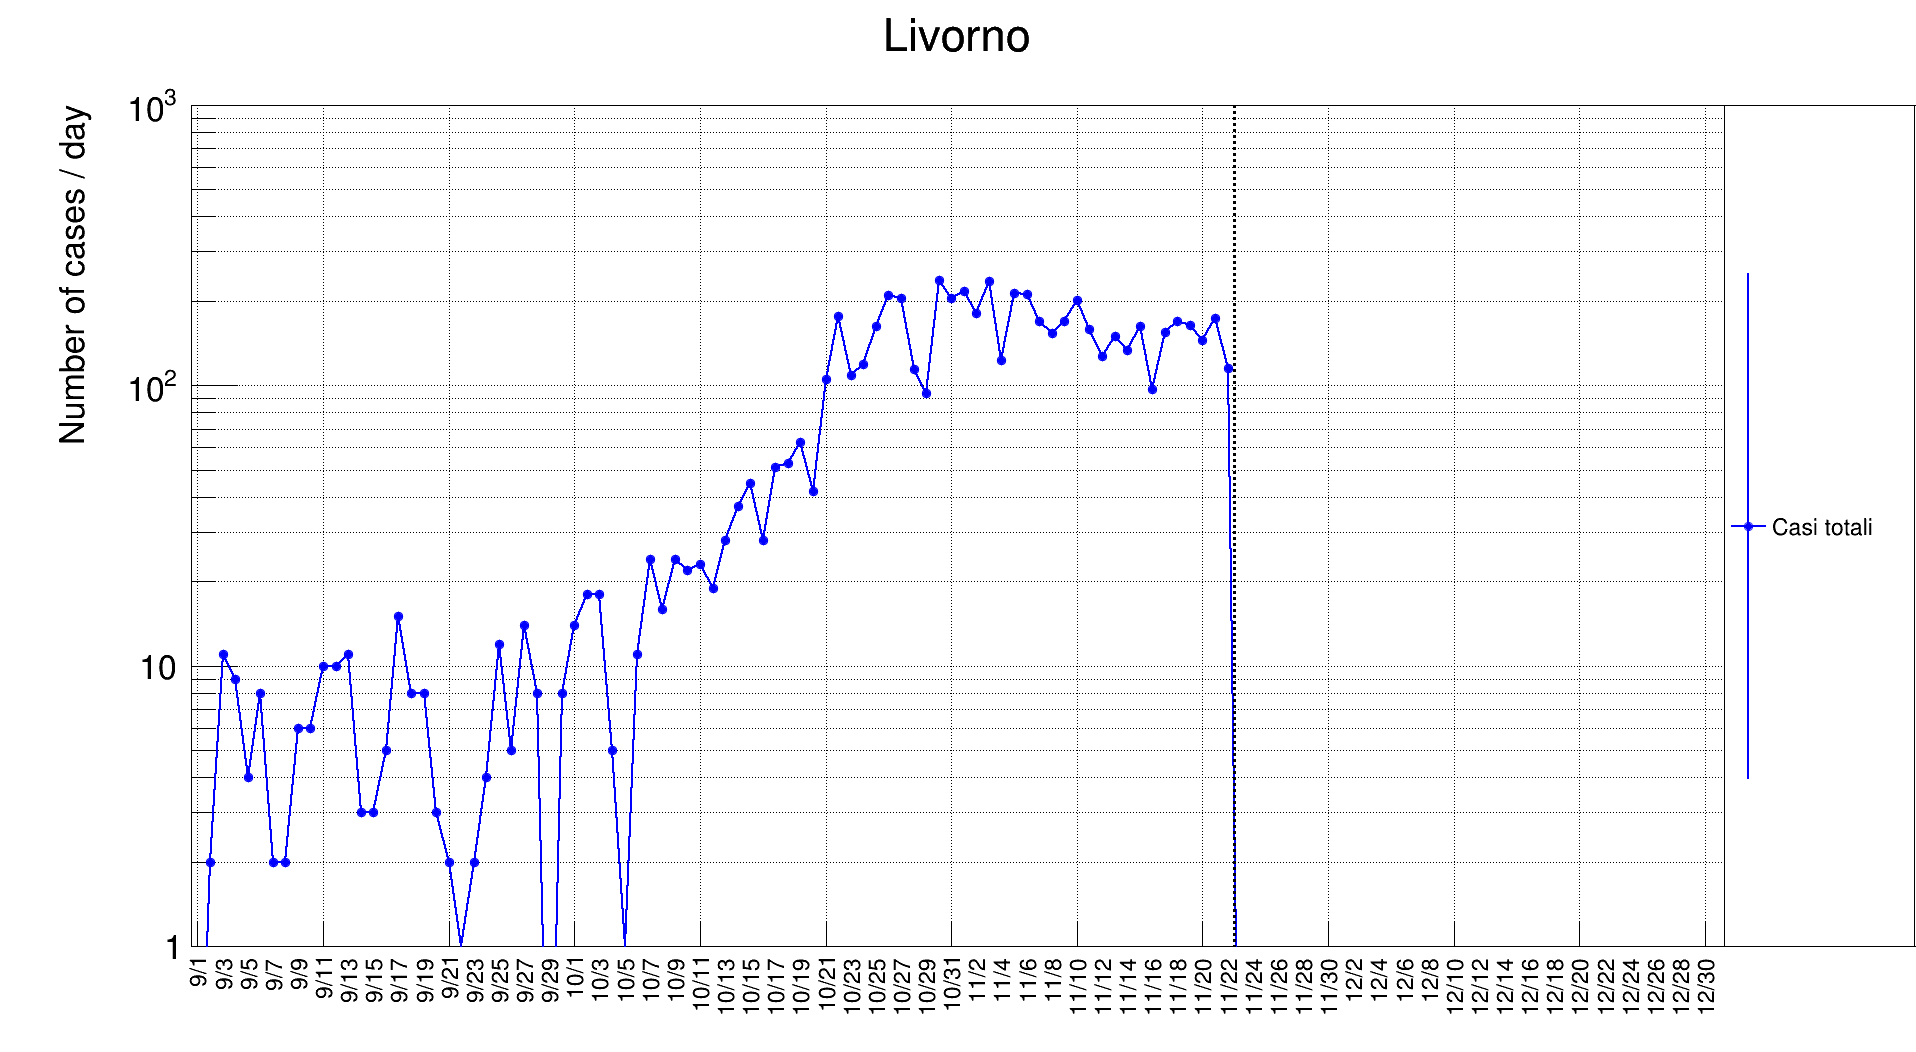 Livorno
Number of cases / day
10³
10²
10
1
9/1 9/3 9/5 9/7 9/9 9/11 9/13 9/15 9/17 9/19 9/21 9/23 9/25 9/27 9/29 10/1 10/3 10/5 10/7 10/9 10/11 10/13 10/15 10/17 10/19 10/21 10/23 10/25 10/27 10/29 10/31 11/2 11/4 11/6 11/8 11/10 11/12 11/14 11/16 11/18 11/20 11/22 11/24 11/26 11/28 11/30 12/2 12/4 12/6 12/8 12/10 12/12 12/14 12/16 12/18 12/20 12/22 12/24 12/26 12/28 12/30
Casi totali